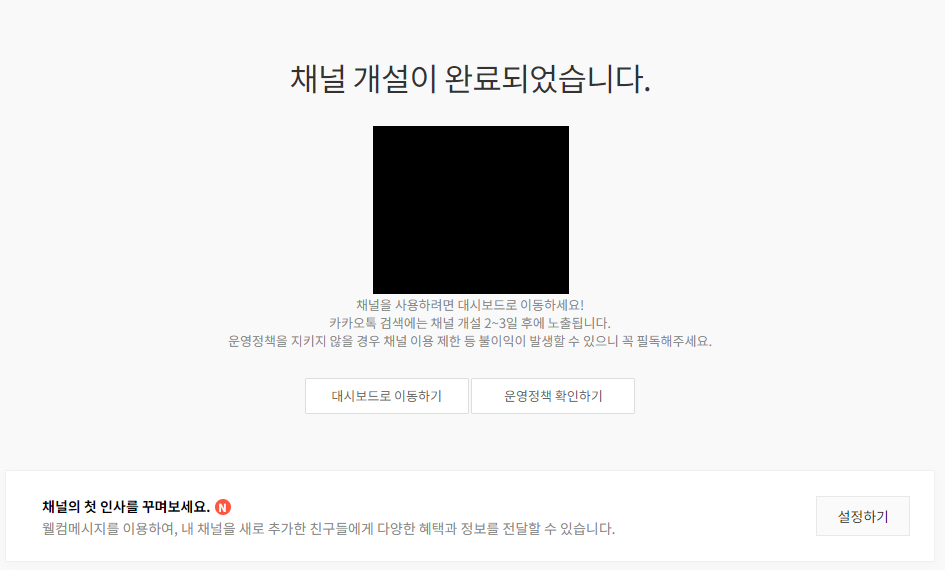 채널 개설이 완료되었습니다.
채널을 사용하려면 대시보드로 이동하세요!
카카오톡 검색에는 채널 개설 2~3일 후에 노출됩니다.
운영정책을 지키지 않을 경우 채널 이용 제한 등 불이익이 발생할 수 있으니 꼭 필독해주세요.
대시보드로 이동하기 운영정책 확인하기
채널의 첫 인사를 꾸며보세요. N
웰컴메시지를 이용하여, 내 채널을 새로 추가한 친구들에게 다양한 혜택과 정보를 전달할 수 있습니다.
설정하기